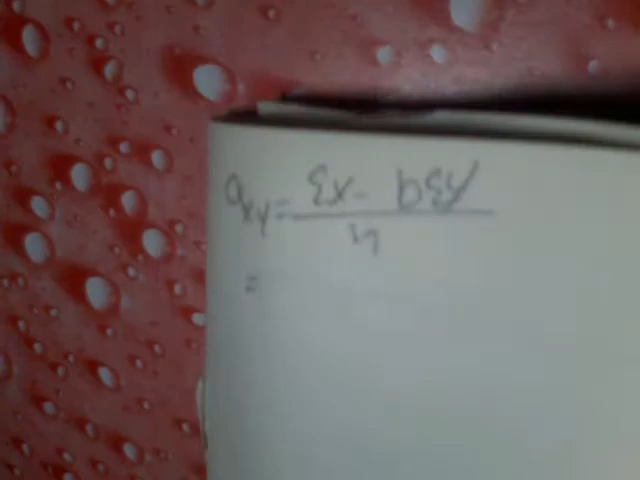 a_xy = Σx - bΣy / n
=